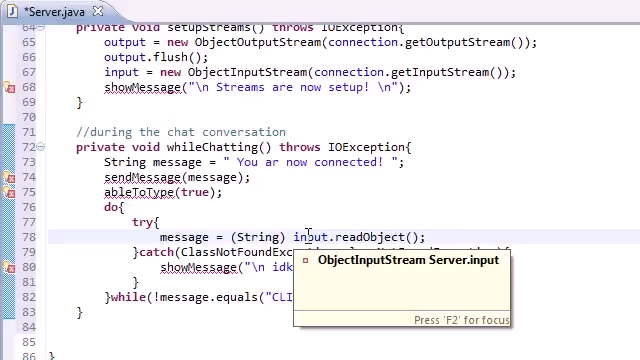 *Server.java
64 private void setupStreams() throws IOException{
65 output = new ObjectOutputStream(connection.getOutputStream());
66 output.flush();
67 input = new ObjectInputStream(connection.getInputStream());
68 showMessage("\n Streams are now setup! \n");
69 }
70
71 //during the chat conversation
72 private void whileChatting() throws IOException{
73 String message = " You ar now connected! ";
74 sendMessage(message);
75 ableToType(true);
76 do{
77 try{
78 message = (String) input.readObject();
79 }catch(ClassNotFoundExce
80 showMessage("\n idk
81 }
82 }while(!message.equals("CLI
83 }
84
85
86 }
ObjectInputStream Server.input
Press 'F2' for focus